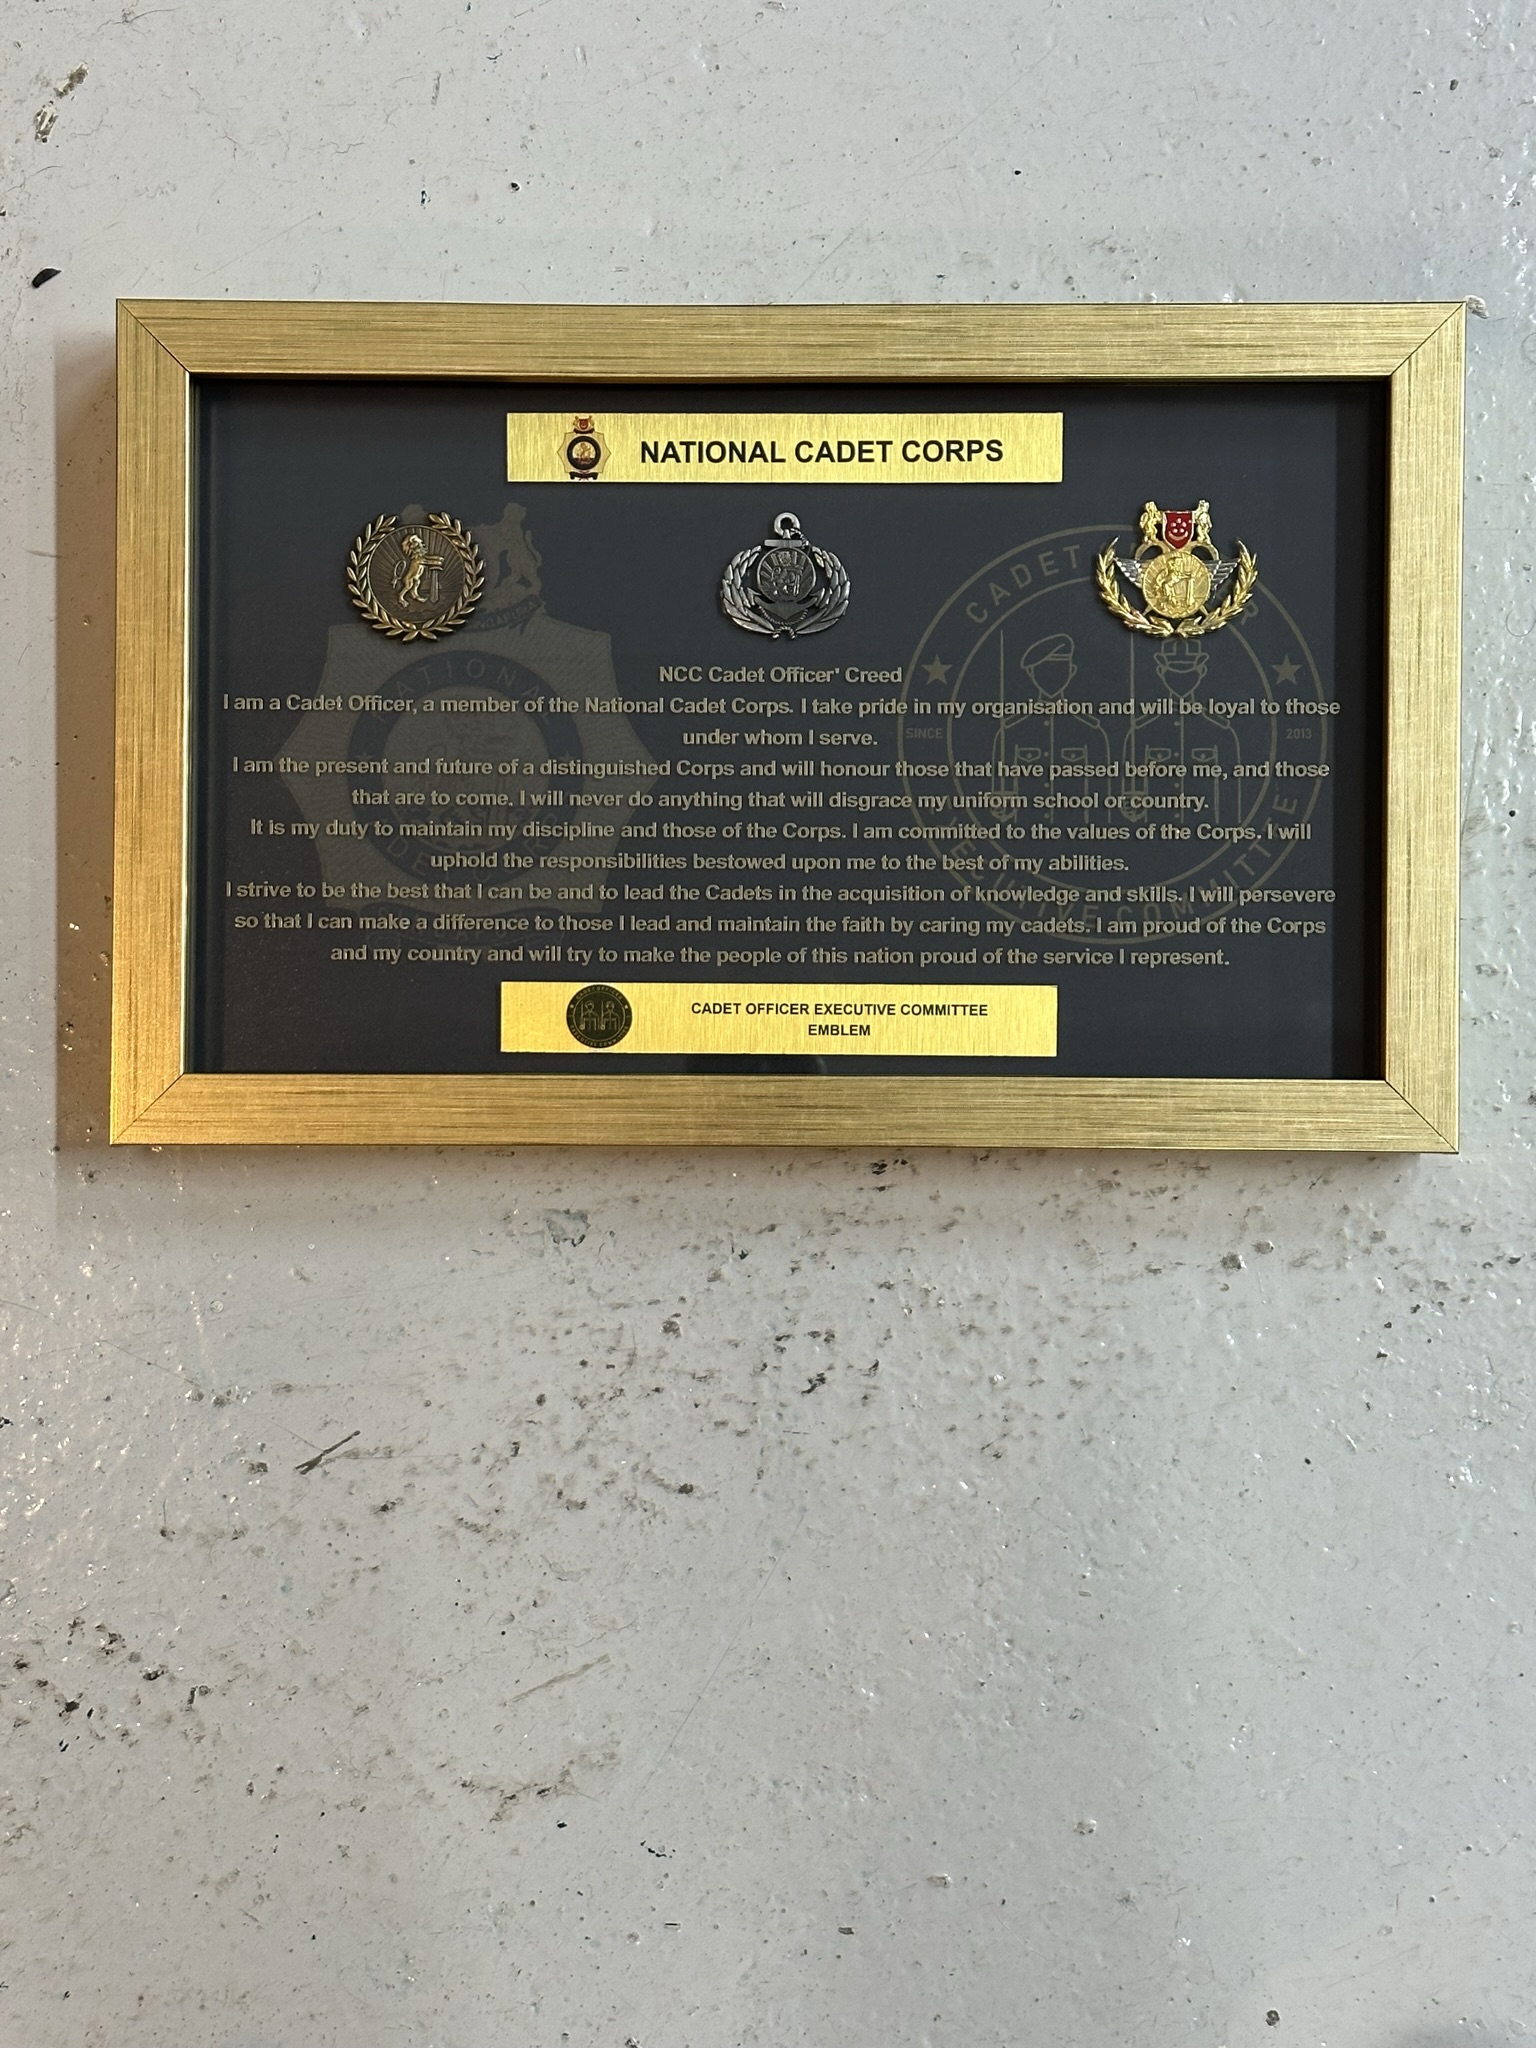 NATIONAL CADET CORPS
CADET
NATIONAL
NCC Cadet Officer' Creed
I am a Cadet Officer, a member of the National Cadet Corps. I take pride in my organisation and will be loyal to those
under whom I serve.
SINCE
2013
I am the present and future of a distinguished Corps and will honour those that have passed before me, and those
that are to come. I will never do anything that will disgrace my uniform school or country.
It is my duty to maintain my discipline and those of the Corps. I am committed to the values of the Corps. I will
uphold the responsibilities bestowed upon me to the best of my abilities.
I strive to be the best that I can be and to lead the Cadets in the acquisition of knowledge and skills. I will persevere
so that I can make a difference to those I lead and maintain the faith by caring my cadets. I am proud of the Corps
and my country and will try to make the people of this nation proud of the service I represent.
EXECUTIVE COMMITTEE
CADET OFFICER EXECUTIVE COMMITTEE
EMBLEM